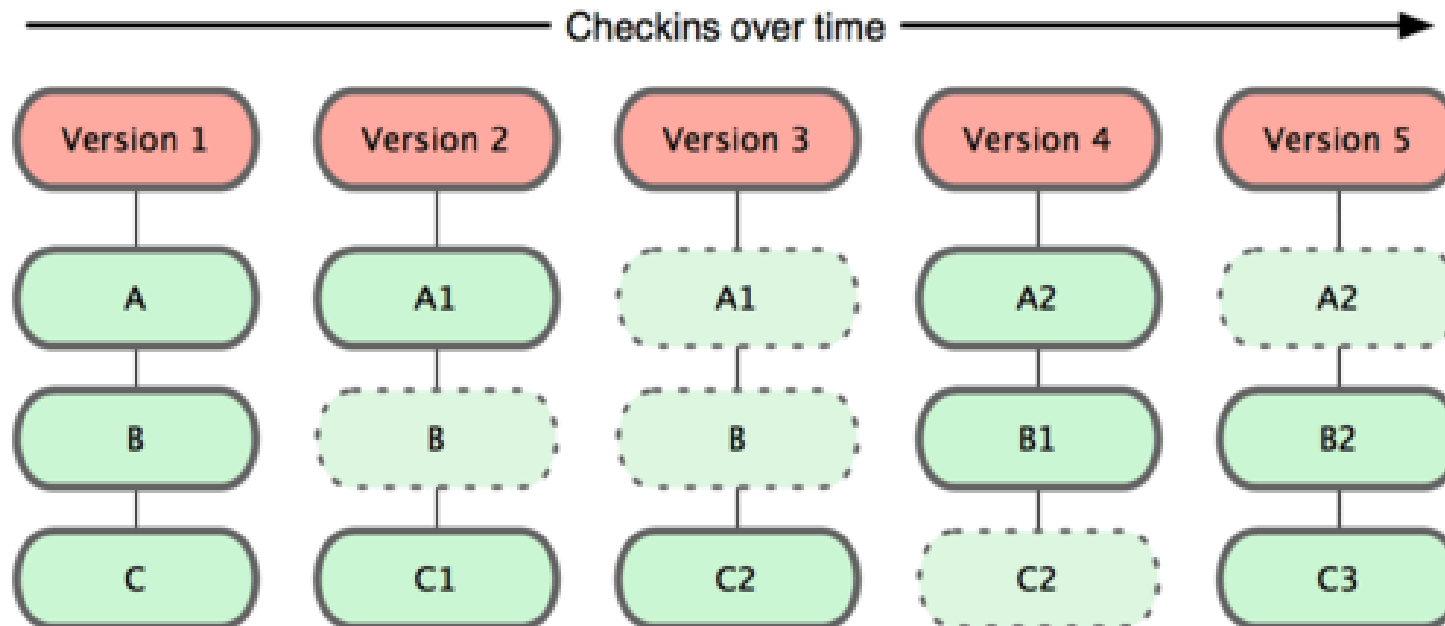 Checkins over time
Version 1 Version 2 Version 3 Version 4 Version 5
A A1 A1 A2 A2
B B B B1 B2
C C1 C2 C2 C3